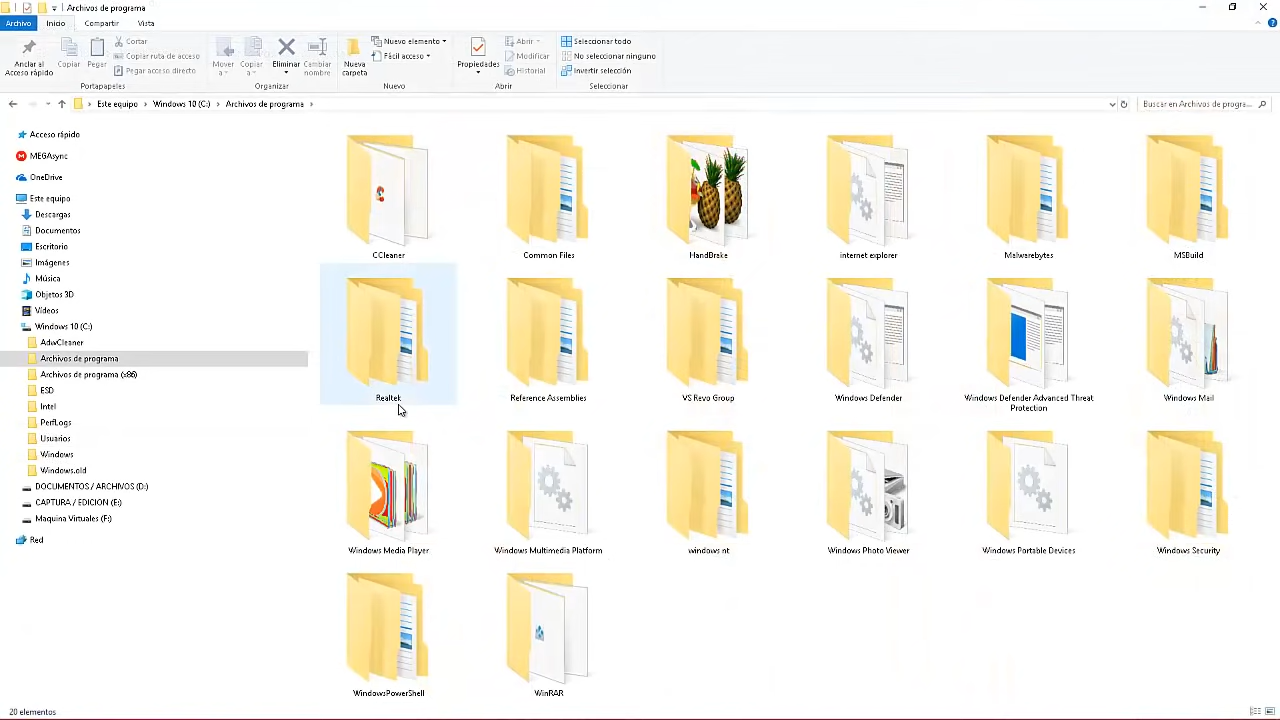 Archivos de programa
Archivo Inicio Compartir Vista
Anclar al Acceso rápido
Copiar
Pegar
Cortar
Copiar ruta de acceso
Pegar acceso directo
Portapapeles
Mover a
Copiar a
Eliminar
Cambiar nombre
Organizar
Nueva carpeta
Nuevo elemento
Fácil acceso
Nuevo
Propiedades
Abrir
Modificar
Historial
Abrir
Seleccionar todo
No seleccionar ninguno
Invertir selección
Seleccionar
Este equipo > Windows 10 (C:) > Archivos de programa >
Buscar en Archivos de progra...
Acceso rápido
MEGAsync
OneDrive
Este equipo
Descargas
Documentos
Escritorio
Imágenes
Música
Objetos 3D
Vídeos
Windows 10 (C:)
AdwCleaner
Archivos de programa
Archivos de programa (x86)
ESD
Intel
PerfLogs
Usuarios
Windows
Windows.old
DOCUMENTOS / ARCHIVOS (D:)
CAPTURA / EDICION (E:)
Maquina Virtuales (F:)
Red
CCleaner
Common Files
HandBrake
internet explorer
Malwarebytes
MSBuild
Realtek
Reference Assemblies
VS Revo Group
Windows Defender
Windows Defender Advanced Threat
Protection
Windows Mail
Windows Media Player
Windows Multimedia Platform
windows nt
Windows Photo Viewer
Windows Portable Devices
Windows Security
WindowsPowerShell
WinRAR
20 elementos